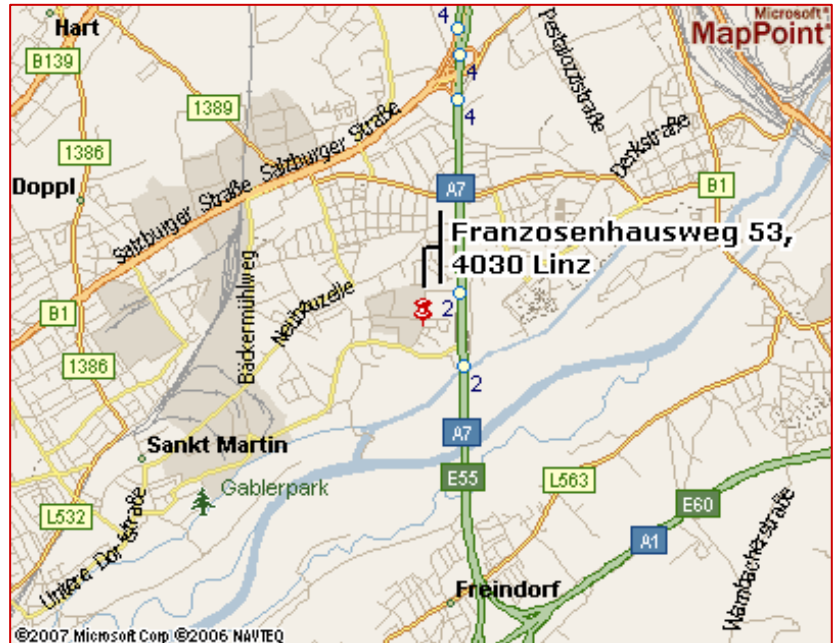 Hart
4
Microsoft®
MapPoint®
B139
4
Pestalozzistraße
1389
4
Salzburger Straße
Denkstraße
1386
Doppl
A7
B1
Salzburger Straße
Franzosenhausweg 53,
4030 Linz
Bäckermühlweg
Neubauzeile
2
B1
1386
2
Sankt Martin
A7
Gablerpark
E55
L563
E60
L532
Untere Dorfstraße
A1
Wambacherstraße
Freindorf
©2007 Microsoft Corp ©2006 NAVTEQ